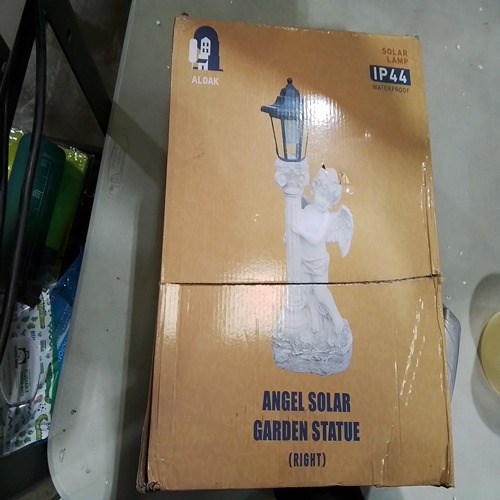 ALOAK
SOLAR
LAMP
IP44
WATERPROOF
ANGEL SOLAR
GARDEN STATUE
(RIGHT)